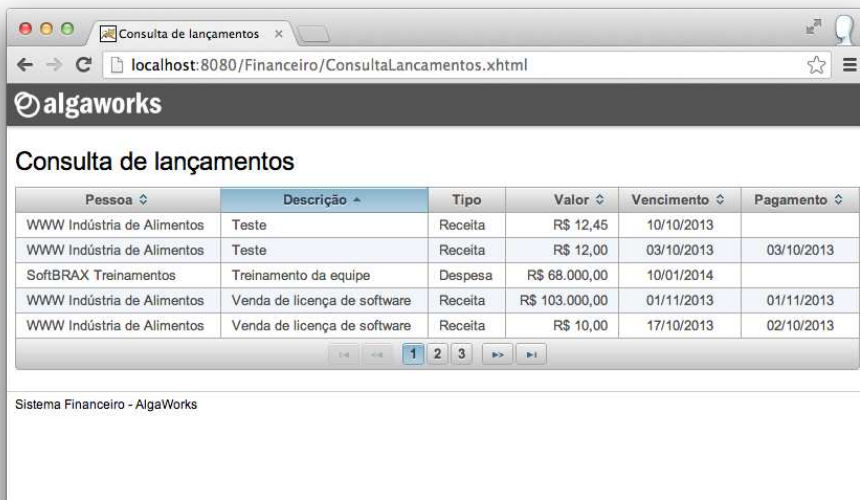 Consulta de lançamentos
localhost:8080/Financeiro/ConsultaLancamentos.xhtml
algaworks
Consulta de lançamentos
Pessoa Descrição Tipo Valor Vencimento Pagamento
WWW Indústria de Alimentos Teste Receita R$ 12,45 10/10/2013
WWW Indústria de Alimentos Teste Receita R$ 12,00 03/10/2013 03/10/2013
SoftBRAX Treinamentos Treinamento da equipe Despesa R$ 68.000,00 10/01/2014
WWW Indústria de Alimentos Venda de licença de software Receita R$ 103.000,00 01/11/2013 01/11/2013
WWW Indústria de Alimentos Venda de licença de software Receita R$ 10,00 17/10/2013 02/10/2013
1 2 3
Sistema Financeiro - AlgaWorks